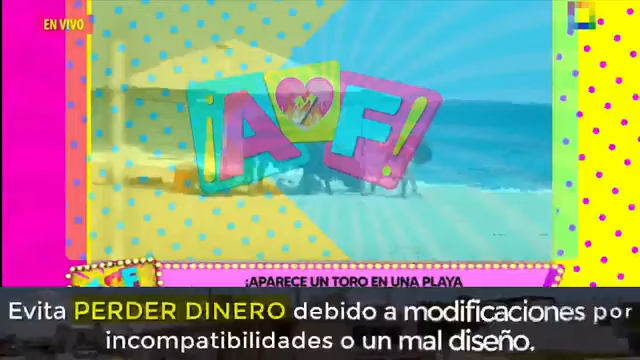 EN VIVO
¡A F!
A F
¡APARECE UN TORO EN UNA PLAYA
Evita PERDER DINERO debido a modificaciones por
incompatibilidades o un mal diseño.